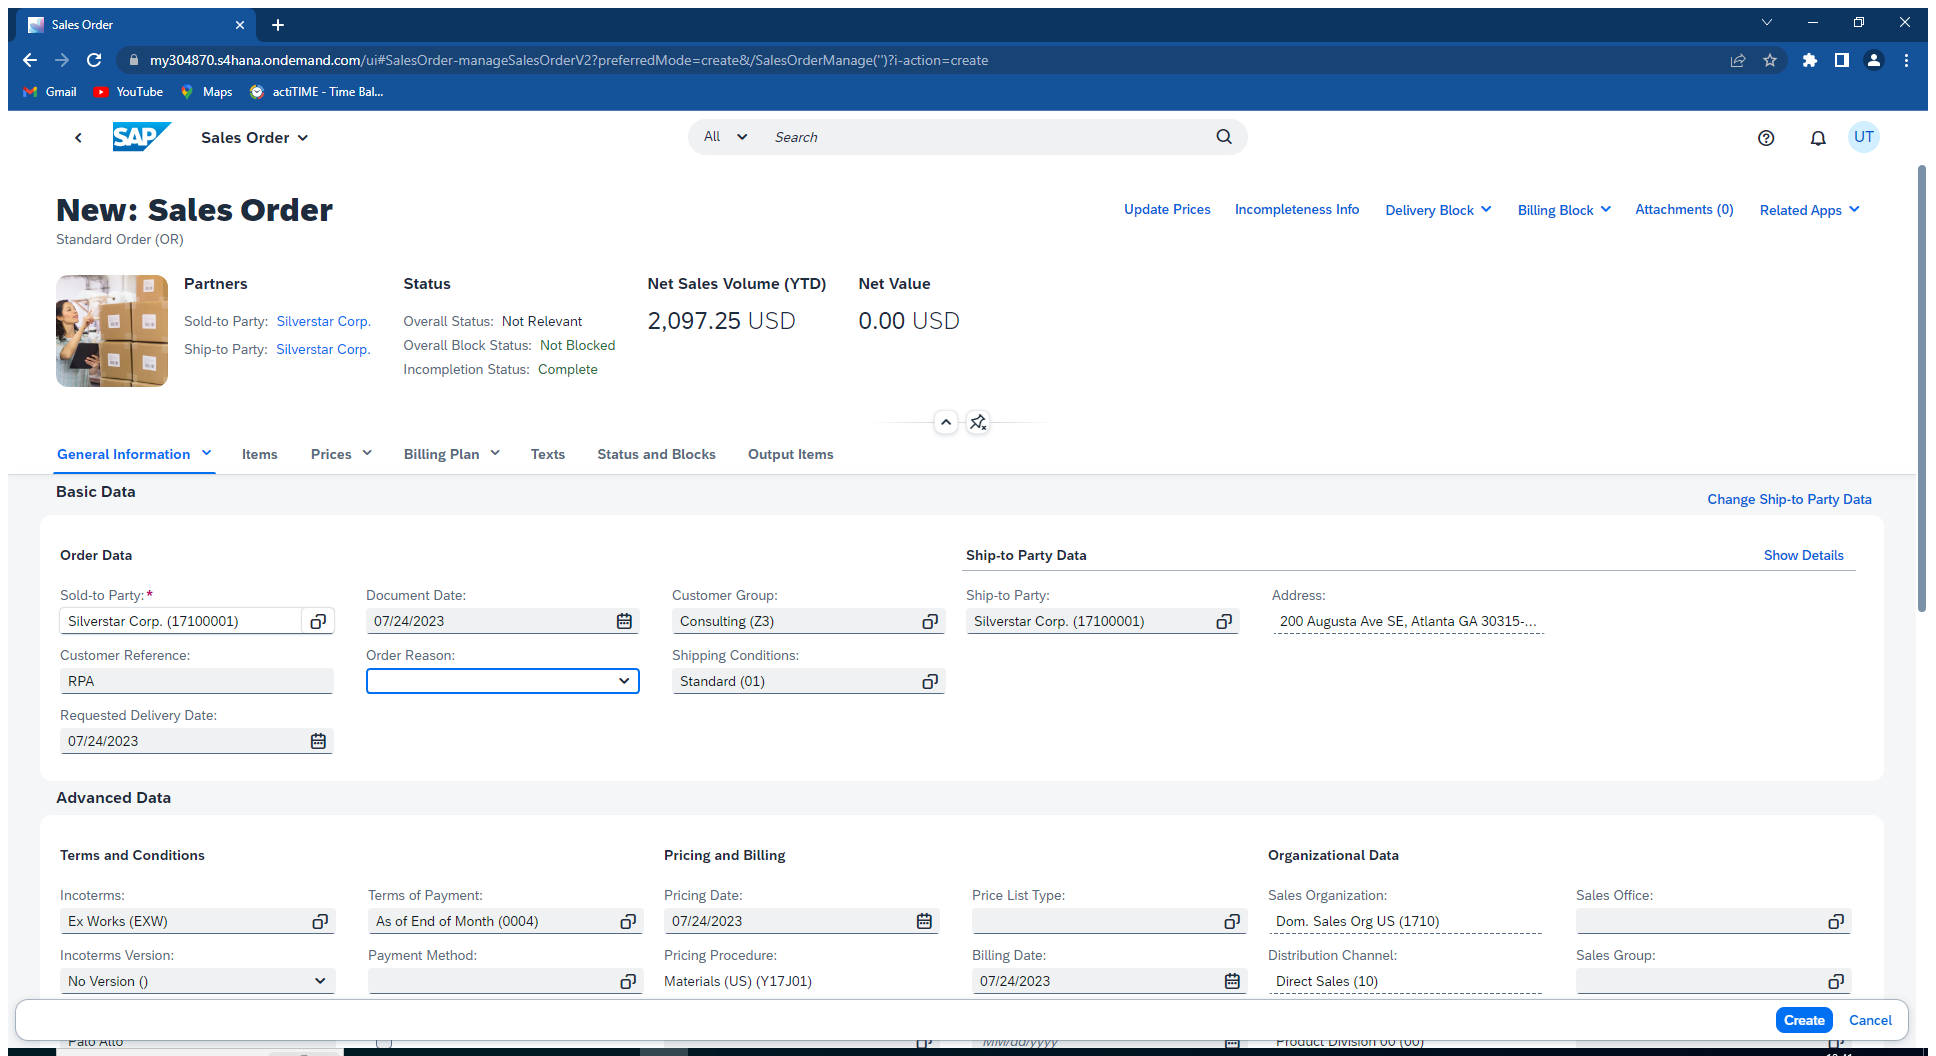 Sales Order
my304870.s4hana.ondemand.com/ui#SalesOrder-manageSalesOrderV2?preferredMode=create&/SalesOrderManage('')?i-action=create
Gmail YouTube Maps actiTIME - Time Bal...
SAP Sales Order All Search UT
New: Sales Order
Update Prices Incompleteness Info Delivery Block Billing Block Attachments (0) Related Apps
Standard Order (OR)
Partners Status Net Sales Volume (YTD) Net Value
Sold-to Party: Silverstar Corp. Overall Status: Not Relevant 2,097.25 USD 0.00 USD
Ship-to Party: Silverstar Corp. Overall Block Status: Not Blocked
Incompletion Status: Complete
General Information Items Prices Billing Plan Texts Status and Blocks Output Items
Basic Data
Change Ship-to Party Data
Order Data Ship-to Party Data Show Details
Sold-to Party:* Document Date: Customer Group: Ship-to Party: Address:
Silverstar Corp. (17100001) 07/24/2023 Consulting (Z3) Silverstar Corp. (17100001) 200 Augusta Ave SE, Atlanta GA 30315-...
Customer Reference: Order Reason: Shipping Conditions:
RPA Standard (01)
Requested Delivery Date:
07/24/2023
Advanced Data
Terms and Conditions Pricing and Billing Organizational Data
Incoterms: Terms of Payment: Pricing Date: Price List Type: Sales Organization: Sales Office:
Ex Works (EXW) As of End of Month (0004) 07/24/2023 Dom. Sales Org US (1710)
Incoterms Version: Payment Method: Pricing Procedure: Billing Date: Distribution Channel: Sales Group:
No Version () Materials (US) (Y17J01) 07/24/2023 Direct Sales (10)
Create Cancel
Palo Alto MM/dd/yyyy Product Division 00 (00)